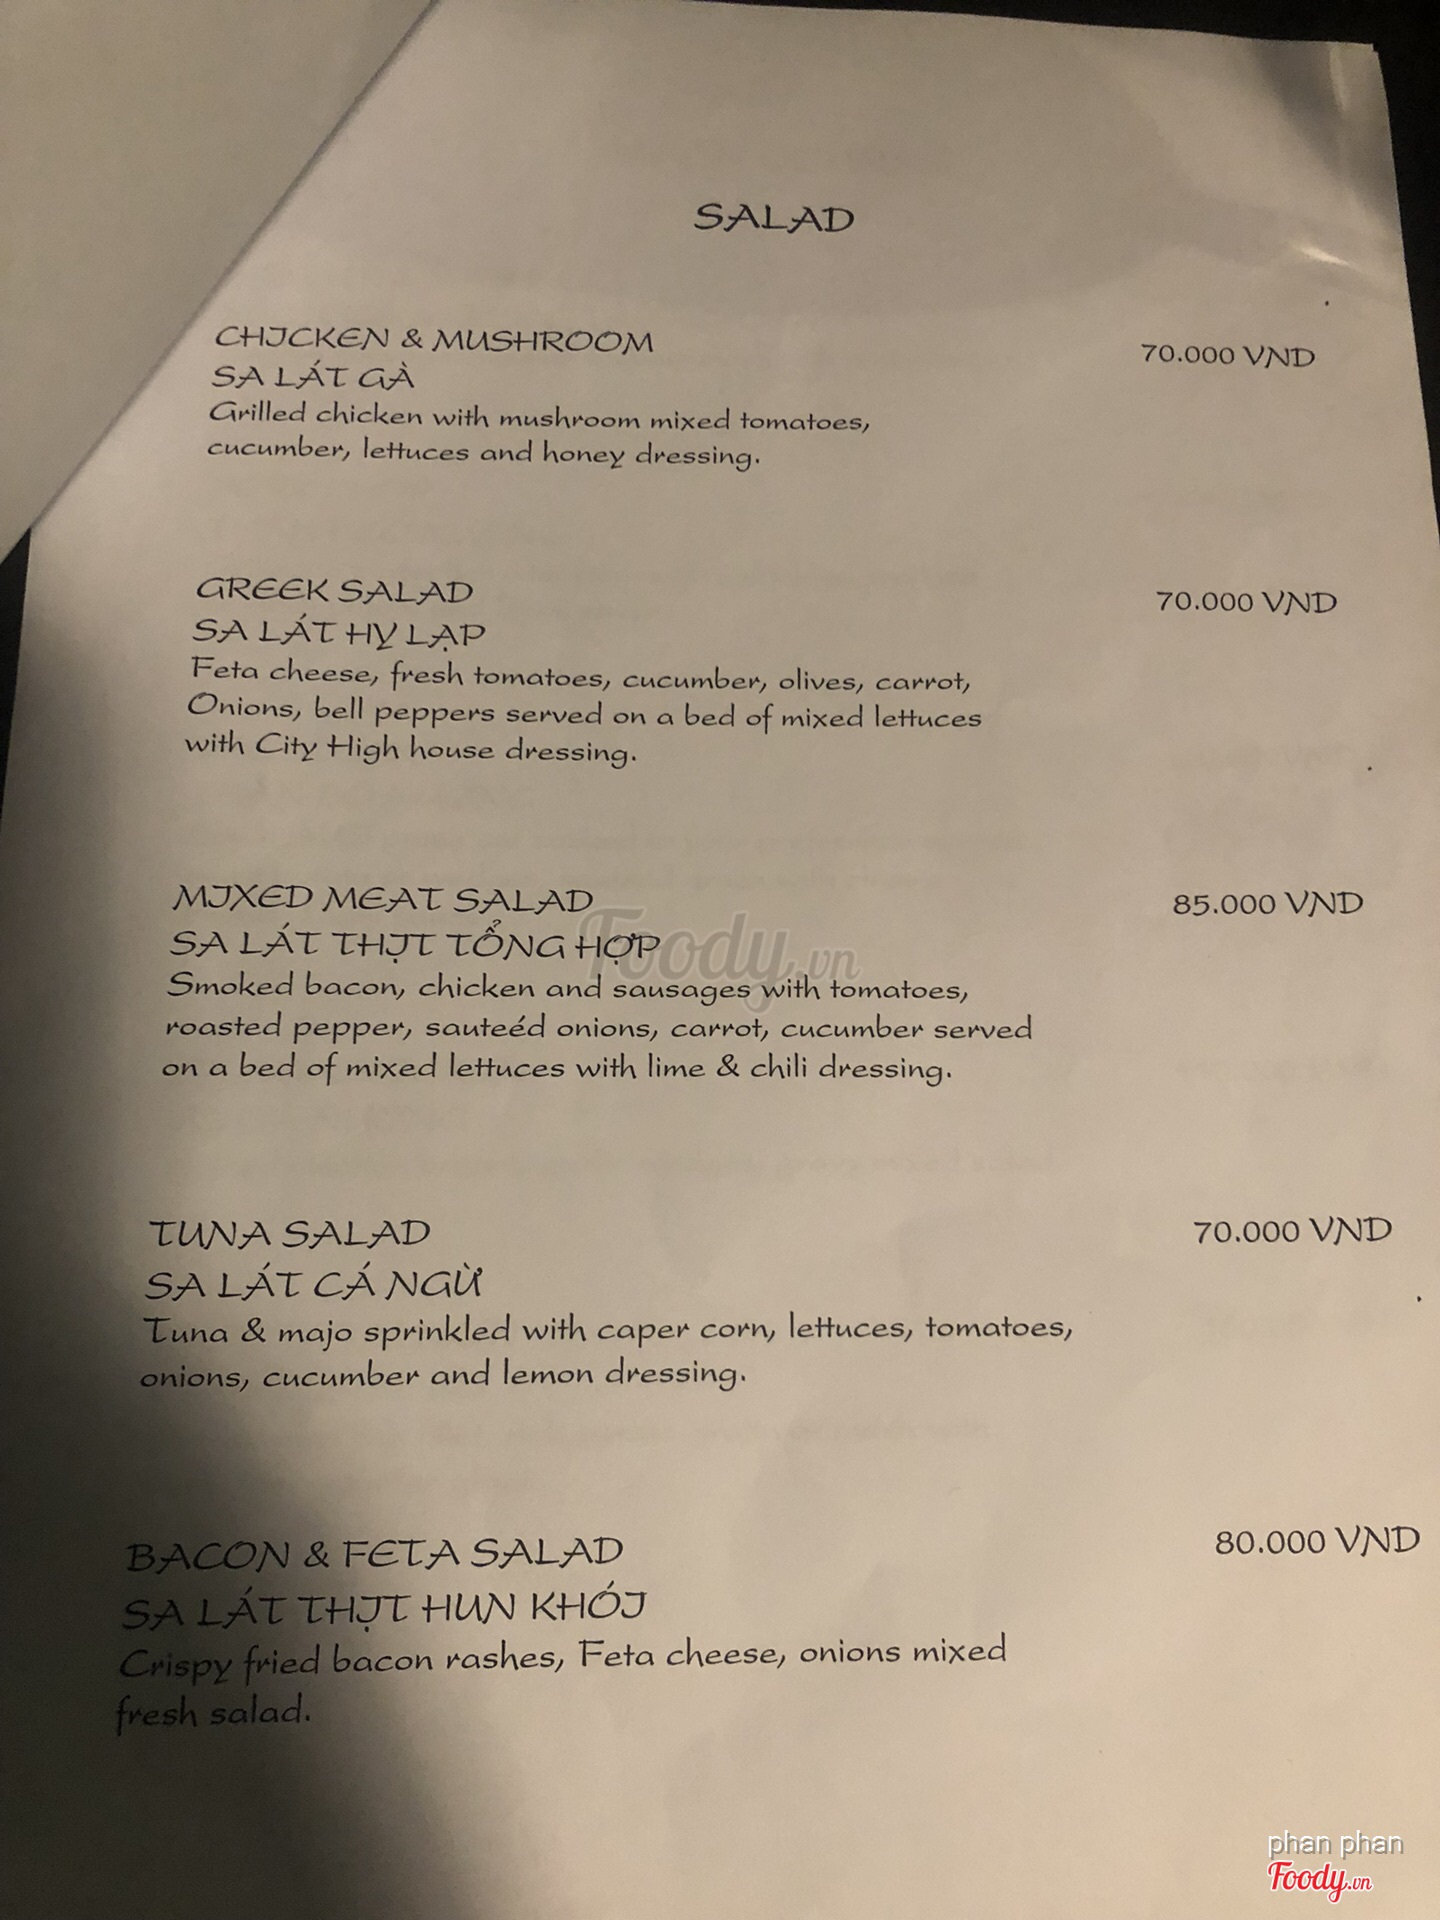 SALAD
CHICKEN & MUSHROOM
70.000 VND
SA LÁT GÀ
Grilled chicken with mushroom mixed tomatoes,
cucumber, lettuces and honey dressing.
GREEK SALAD
70.000 VND
SA LÁT HY LẠP
Feta cheese, fresh tomatoes, cucumber, olives, carrot,
Onions, bell peppers served on a bed of mixed lettuces
with City High house dressing.
MIXED MEAT SALAD
85.000 VND
SA LÁT THỊT TỔNG HỢP
Smoked bacon, chicken and sausages with tomatoes,
roasted pepper, sauteéd onions, carrot, cucumber served
on a bed of mixed lettuces with lime & chili dressing.
TUNA SALAD
70.000 VND
SA LÁT CÁ NGỪ
Tuna & majo sprinkled with caper corn, lettuces, tomatoes,
onions, cucumber and lemon dressing.
BACON & FETA SALAD
80.000 VND
SA LÁT THỊT HUN KHÓI
Crispy fried bacon rashes, Feta cheese, onions mixed
fresh salad.
Foody.vn
phan phan
Foody.vn